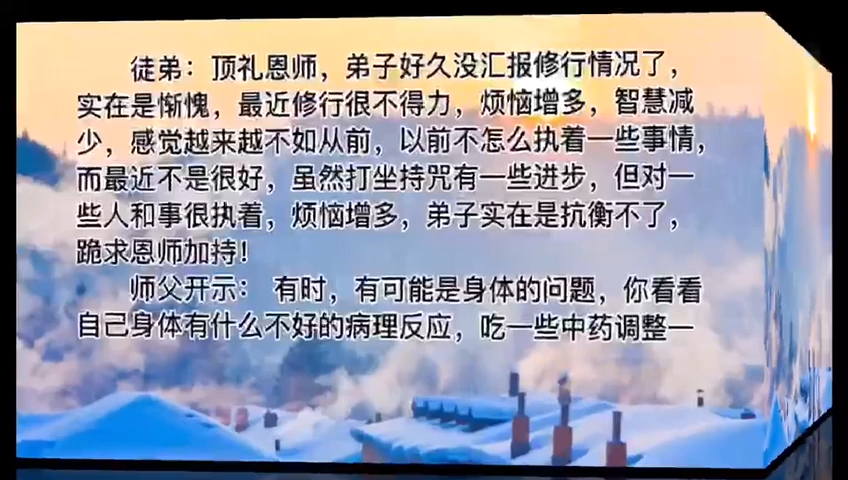 徒弟：顶礼恩师，弟子好久没汇报修行情况了，
实在是惭愧，最近修行很不得力，烦恼增多，智慧减
少，感觉越来越不如从前，以前不怎么执着一些事情，
而最近不是很好，虽然打坐持咒有一些进步，但对一
些人和事很执着，烦恼增多，弟子实在是抗衡不了，
跪求恩师加持！
师父开示： 有时，有可能是身体的问题，你看看
自己身体有什么不好的病理反应，吃一些中药调整一